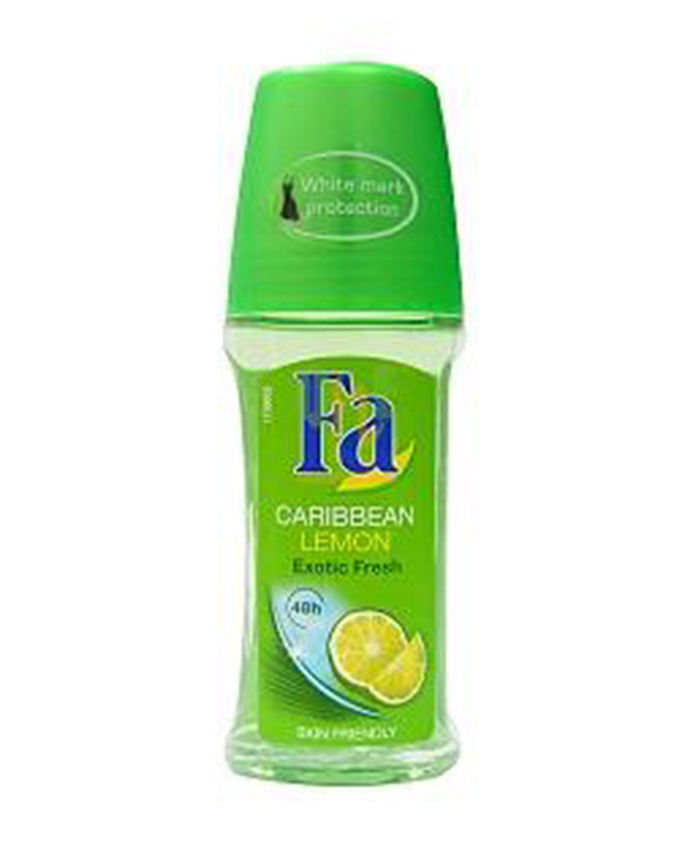 White mark
protection
Fa
CARIBBEAN
LEMON
Exotic Fresh
48h
SKIN FRIENDLY